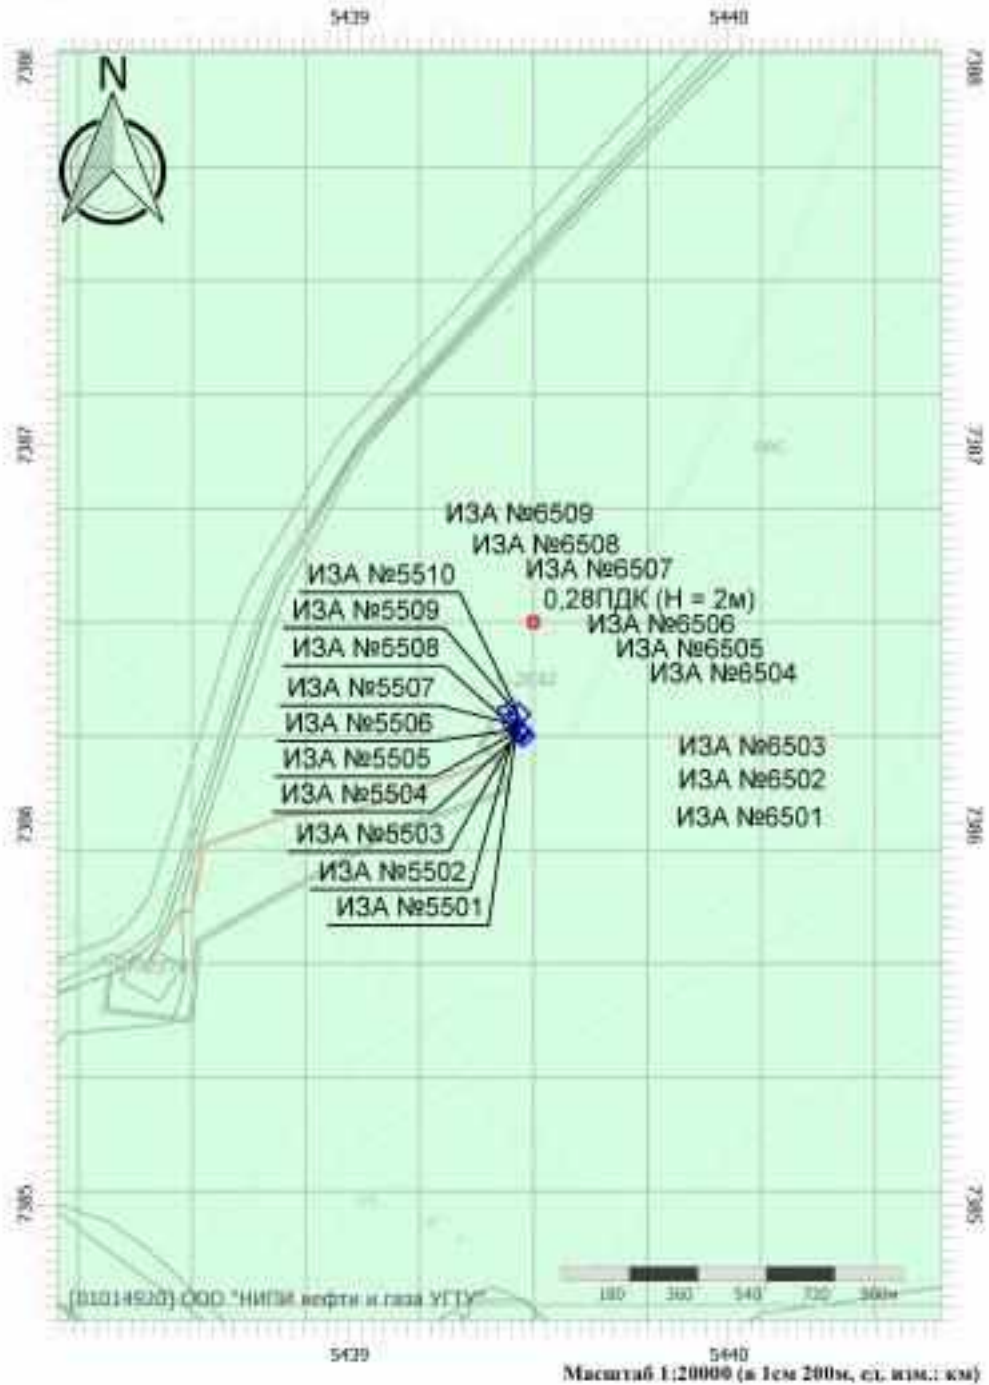 5439 5440
7388 7388
N
7387 7387
ИЗА №6509
ИЗА №6508
ИЗА №6507
ИЗА №5510
0,28ПДК (Н = 2м)
ИЗА №5509
ИЗА №6506
ИЗА №5508
ИЗА №6505
ИЗА №6504
ИЗА №5507
ИЗА №5506
ИЗА №6503
ИЗА №5505
ИЗА №6502
ИЗА №5504
ИЗА №6501
7386 7386
ИЗА №5503
ИЗА №5502
ИЗА №5501
7385 7385
180 360 540 720 900м
[01014920] ООО "НИПИ нефти и газа УГТУ"
5439 5440
Масштаб 1:20000 (в 1см 200м, ед. изм.: км)